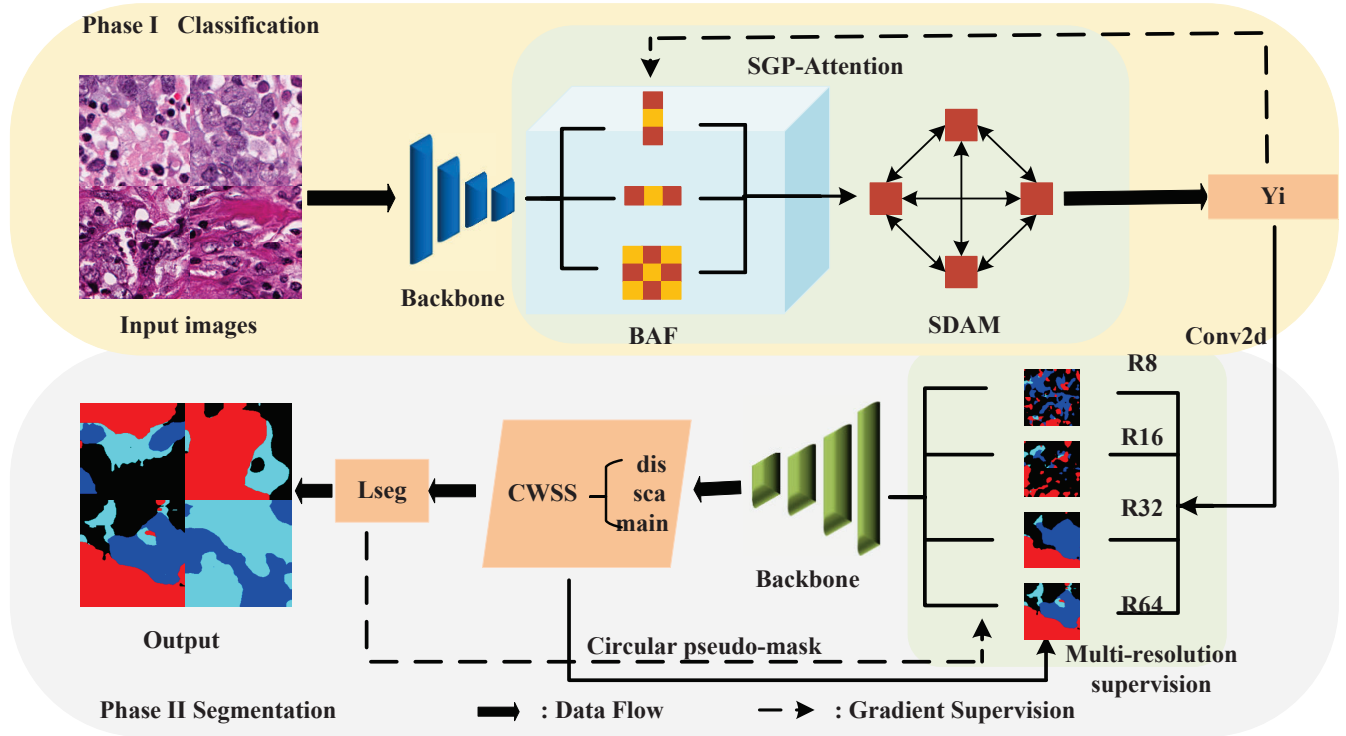 Phase I Classification
SGP-Attention
Yi
Backbone
Input images
BAF
SDAM
Conv2d
R8
R16
R32
R64
Multi-resolution
supervision
Backbone
CWSS
dis
sca
main
Lseg
Output
Circular pseudo-mask
Phase II Segmentation
: Data Flow
: Gradient Supervision